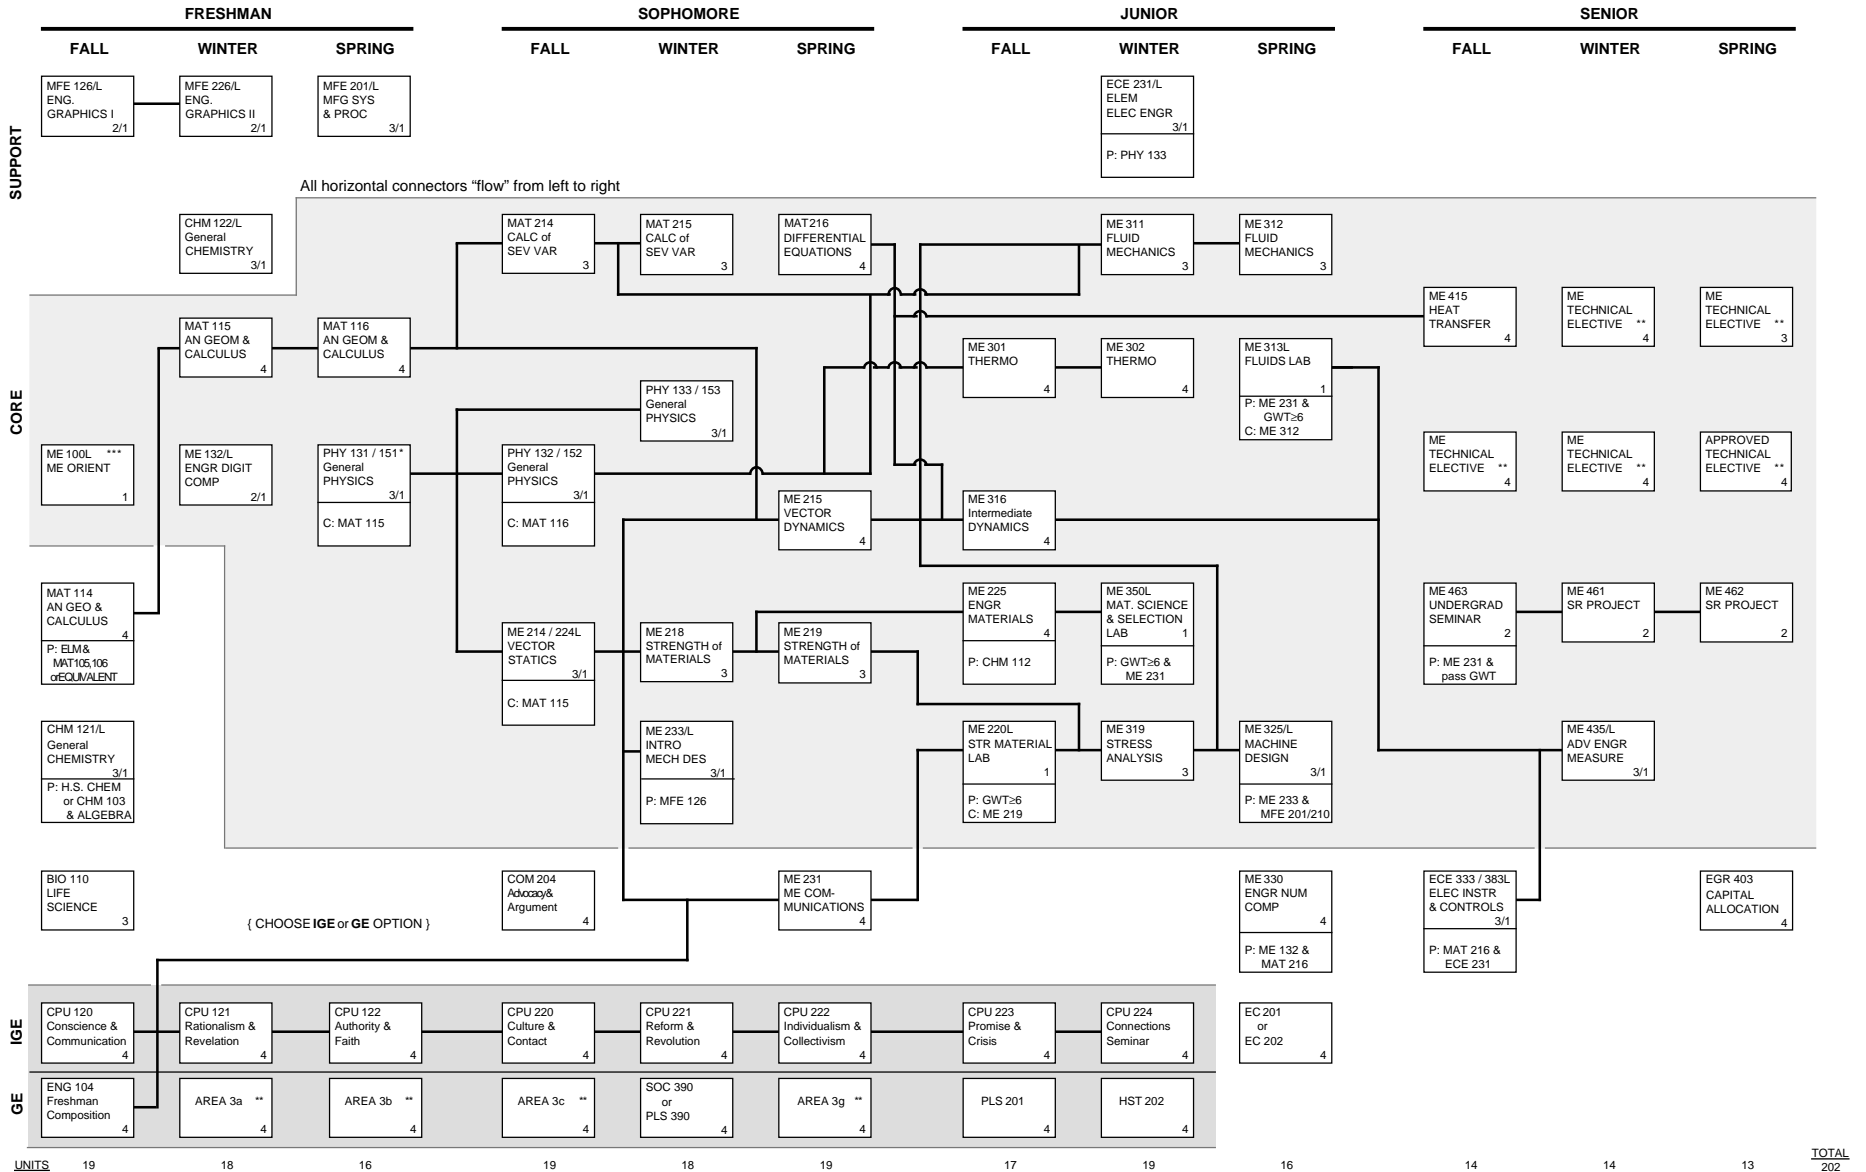 FRESHMAN
SOPHOMORE
JUNIOR
SENIOR
FALL
WINTER
SPRING
FALL
WINTER
SPRING
FALL
WINTER
SPRING
FALL
WINTER
SPRING
SUPPORT
MFE 126/L
ENG.
GRAPHICS I
2/1
MFE 226/L
ENG.
GRAPHICS II
2/1
MFE 201/L
MFG SYS
& PROC
3/1
ECE 231/L
ELEM
ELEC ENGR
3/1
P: PHY 133
All horizontal connectors “flow” from left to right
CHM 122/L
General
CHEMISTRY
3/1
MAT 214
CALC of
SEV VAR
3
MAT 215
CALC of
SEV VAR
3
MAT216
DIFFERENTIAL
EQUATIONS
4
ME 311
FLUID
MECHANICS
3
ME 312
FLUID
MECHANICS
3
CORE
MAT 115
AN GEOM &
CALCULUS
4
MAT 116
AN GEOM &
CALCULUS
4
ME 415
HEAT
TRANSFER
4
ME
TECHNICAL
ELECTIVE **
4
ME
TECHNICAL
ELECTIVE **
3
ME 301
THERMO
4
ME 302
THERMO
4
ME 313L
FLUIDS LAB
1
P: ME 231 &
GWT≥6
C: ME 312
PHY 133 / 153
General
PHYSICS
3/1
ME 100L ***
ME ORIENT
1
ME 132/L
ENGR DIGIT
COMP
2/1
PHY 131 / 151*
General
PHYSICS
3/1
C: MAT 115
PHY 132 / 152
General
PHYSICS
3/1
C: MAT 116
ME 215
VECTOR
DYNAMICS
4
ME 316
Intermediate
DYNAMICS
4
ME
TECHNICAL
ELECTIVE **
4
ME
TECHNICAL
ELECTIVE **
4
APPROVED
TECHNICAL
ELECTIVE **
4
MAT 114
AN GEO &
CALCULUS
4
P: ELM &
MAT105,106
orEQUIVALENT
ME 214 / 224L
VECTOR
STATICS
3/1
C: MAT 115
ME 218
STRENGTH of
MATERIALS
3
ME 219
STRENGTH of
MATERIALS
3
ME 225
ENGR
MATERIALS
4
P: CHM 112
ME 350L
MAT. SCIENCE
& SELECTION
LAB 1
P: GWT≥6 &
ME 231
ME 463
UNDERGRAD
SEMINAR
2
P: ME 231 &
pass GWT
ME 461
SR PROJECT
2
ME 462
SR PROJECT
2
CHM 121/L
General
CHEMISTRY
3/1
P: H.S. CHEM
or CHM 103
& ALGEBRA
ME 233/L
INTRO
MECH DES
3/1
P: MFE 126
ME 220L
STR MATERIAL
LAB
1
P: GWT≥6
C: ME 219
ME 319
STRESS
ANALYSIS
3
ME 325/L
MACHINE
DESIGN
3/1
P: ME 233 &
MFE 201/210
ME 435/L
ADV ENGR
MEASURE
3/1
BIO 110
LIFE
SCIENCE
3
{ CHOOSE IGE or GE OPTION }
COM 204
Advocacy&
Argument
4
ME 231
ME COM-
MUNICATIONS
4
ME 330
ENGR NUM
COMP
4
P: ME 132 &
MAT 216
ECE 333 / 383L
ELEC INSTR
& CONTROLS
3/1
P: MAT 216 &
ECE 231
EGR 403
CAPITAL
ALLOCATION
4
IGE
CPU 120
Conscience &
Communication
4
CPU 121
Rationalism &
Revelation
4
CPU 122
Authority &
Faith
4
CPU 220
Culture &
Contact
4
CPU 221
Reform &
Revolution
4
CPU 222
Individualism &
Collectivism
4
CPU 223
Promise &
Crisis
4
CPU 224
Connections
Seminar
4
EC 201
or
EC 202
4
GE
ENG 104
Freshman
Composition
4
AREA 3a **
4
AREA 3b **
4
AREA 3c **
4
SOC 390
or
PLS 390
4
AREA 3g **
4
PLS 201
4
HST 202
4
UNITS 19 18 16 19 18 19 17 19 16 14 14 13
TOTAL
202